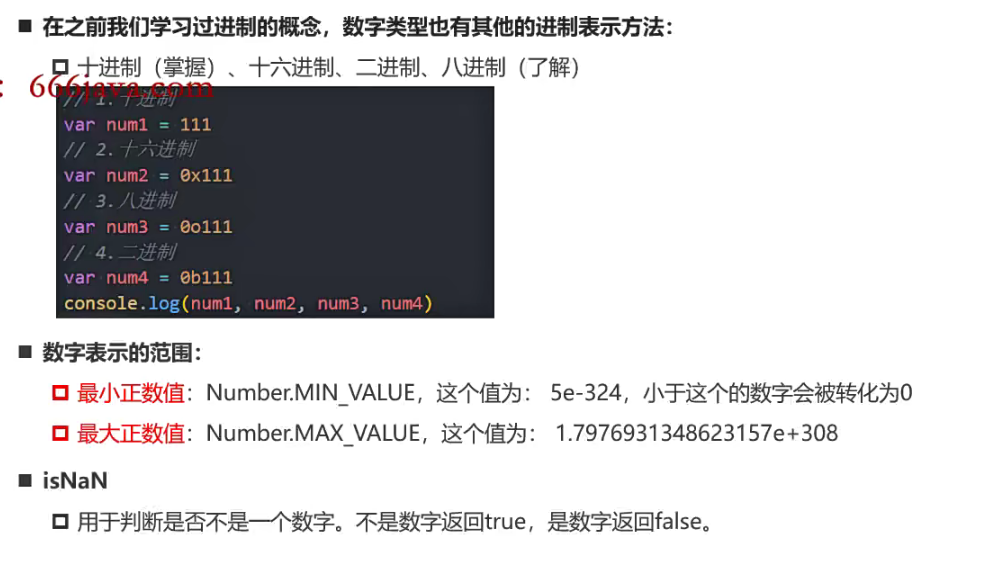 ■ 在之前我们学习过进制的概念，数字类型也有其他的进制表示方法：
十进制（掌握）、十六进制、二进制、八进制（了解）
：666java.com
// 1.十进制
var num1 = 111
// 2.十六进制
var num2 = 0x111
// 3.八进制
var num3 = 0o111
// 4.二进制
var num4 = 0b111
console.log(num1, num2, num3, num4)
■ 数字表示的范围：
最小正数值：Number.MIN_VALUE，这个值为： 5e-324，小于这个的数字会被转化为0
最大正数值：Number.MAX_VALUE，这个值为： 1.7976931348623157e+308
■ isNaN
用于判断是否不是一个数字。不是数字返回true，是数字返回false。